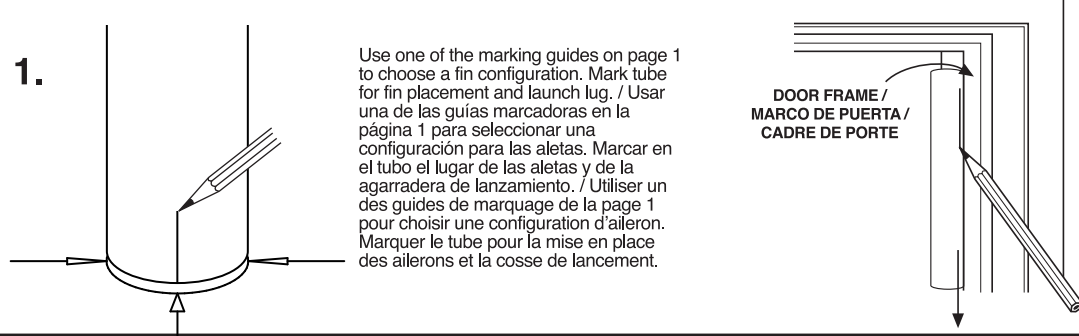 1.
Use one of the marking guides on page 1
to choose a fin configuration. Mark tube
for fin placement and launch lug. / Usar
una de las guías marcadoras en la
página 1 para seleccionar una
configuración para las aletas. Marcar en
el tubo el lugar de las aletas y de la
agarradera de lanzamiento. / Utiliser un
des guides de marquage de la page 1
pour choisir une configuration d'aileron.
Marquer le tube pour la mise en place
des ailerons et la cosse de lancement.
DOOR FRAME /
MARCO DE PUERTA /
CADRE DE PORTE